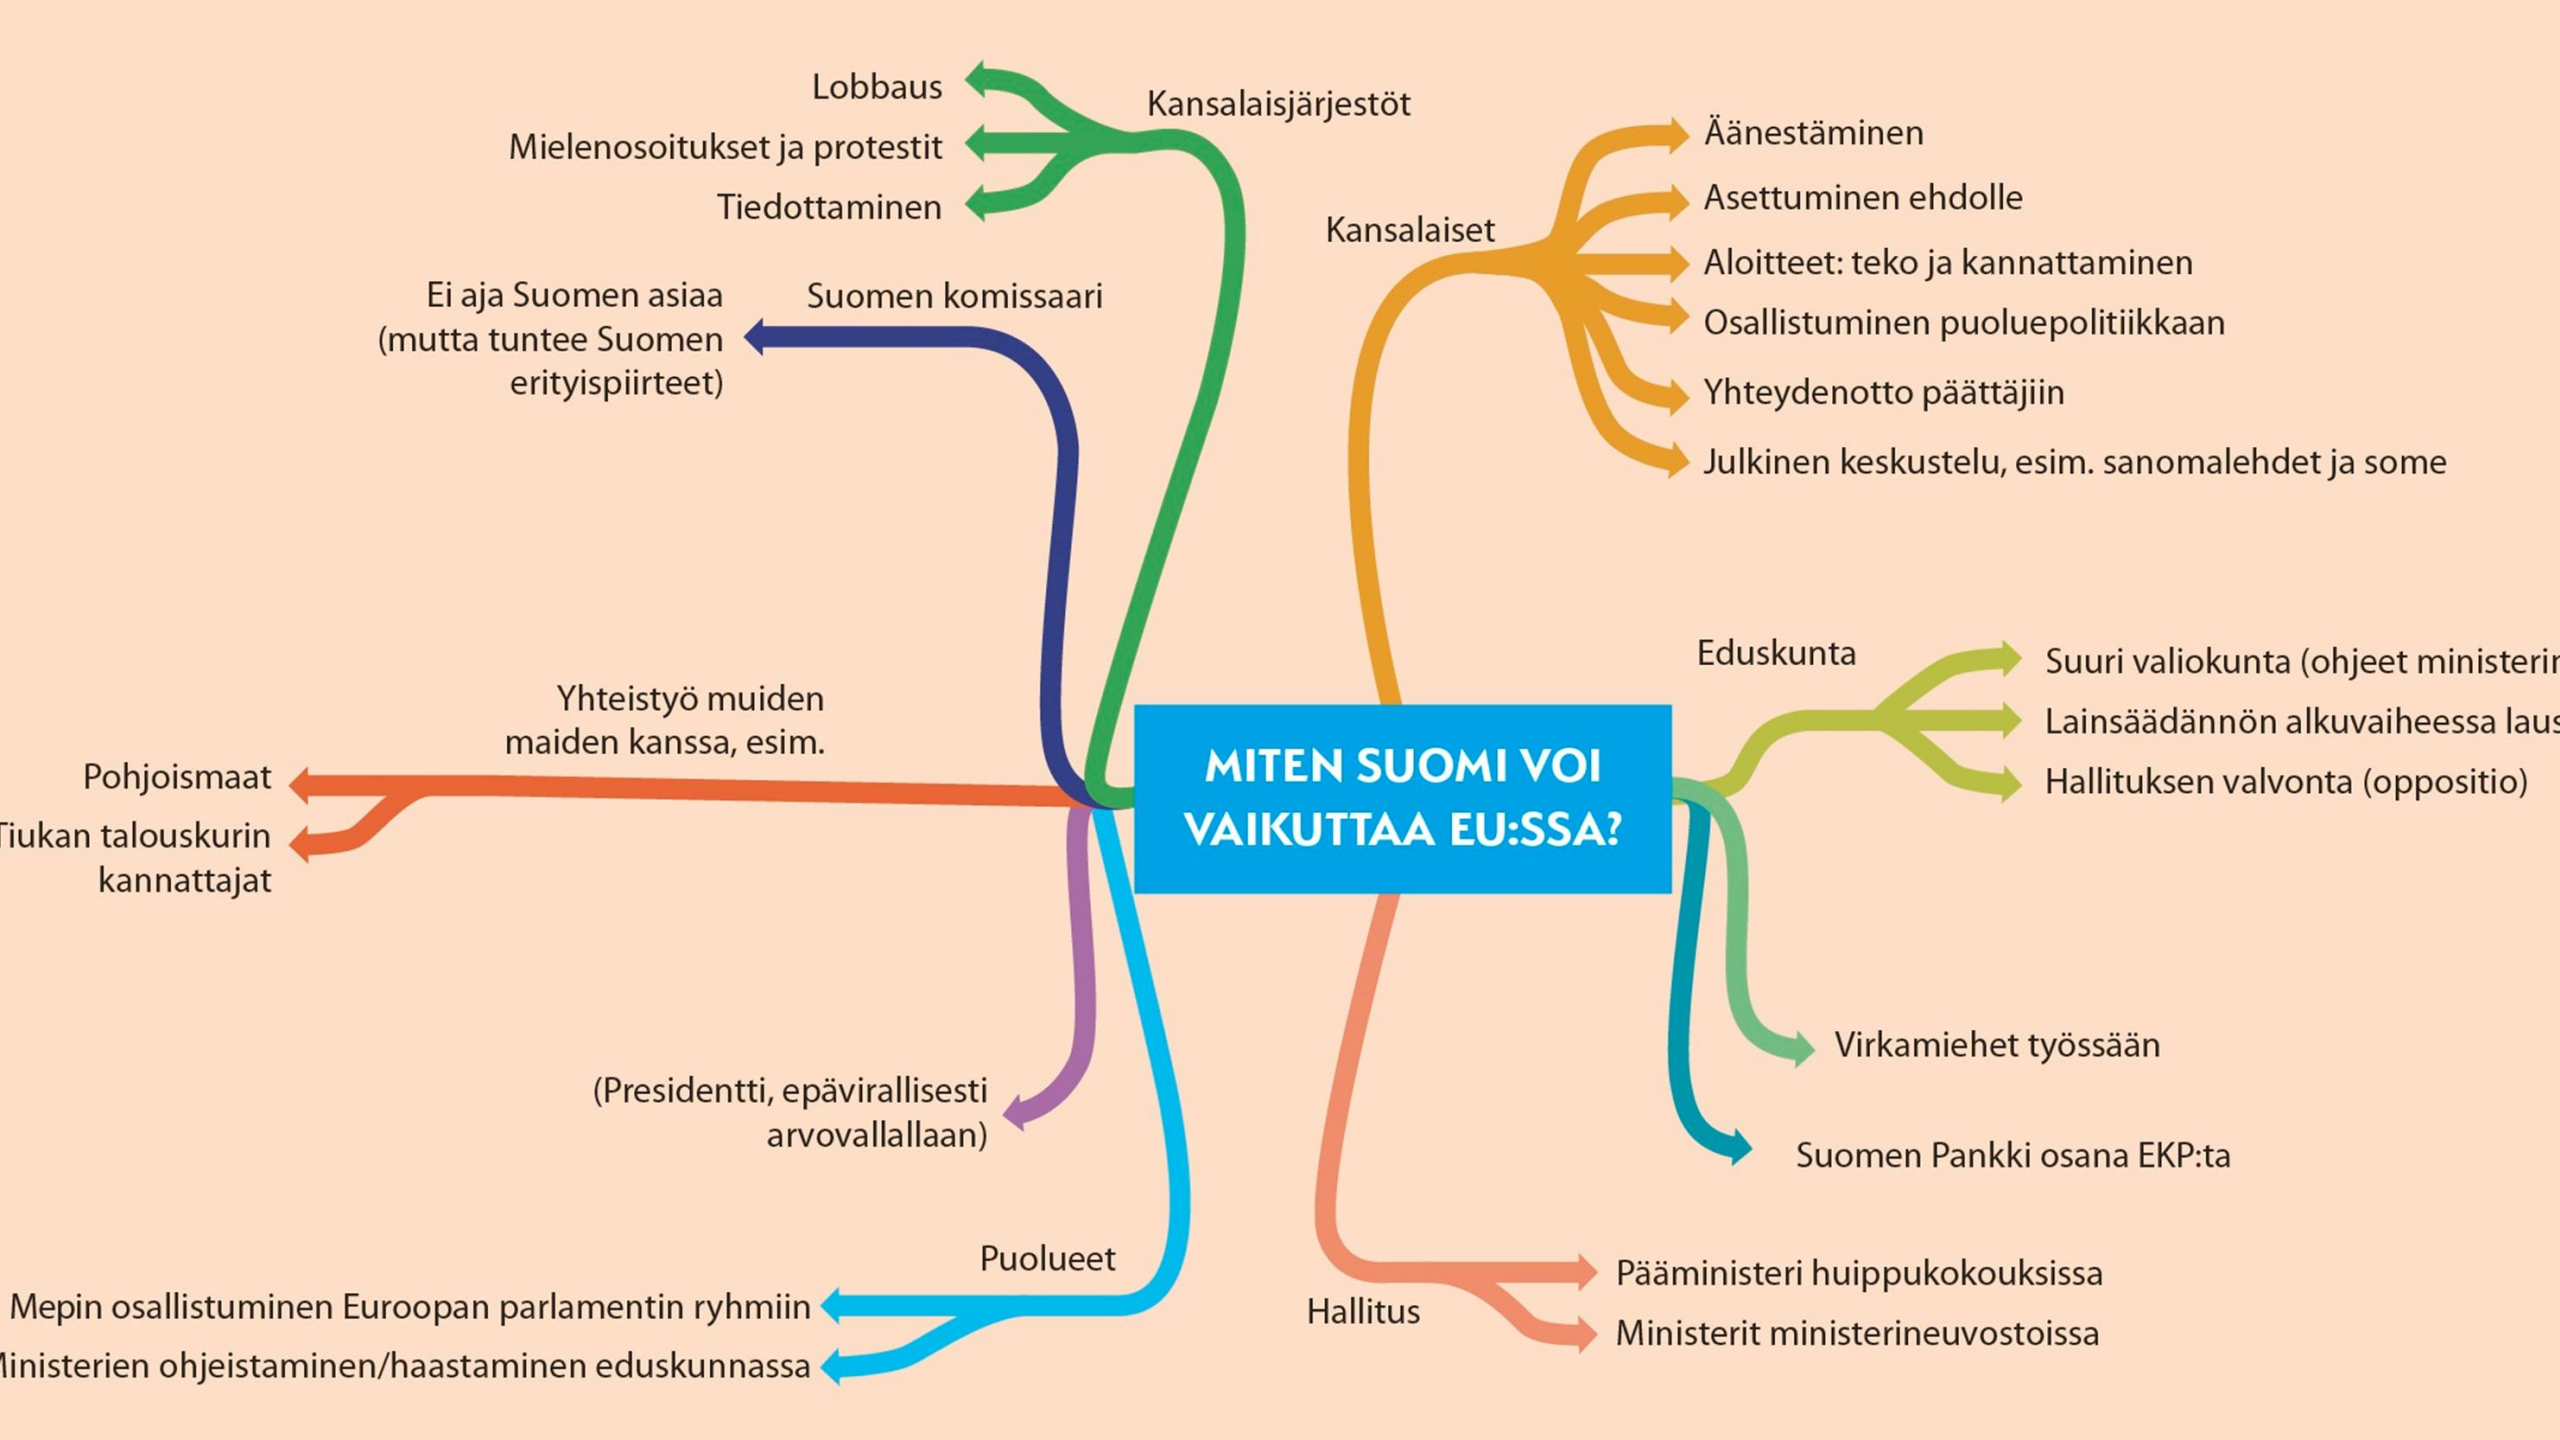 Lobbaus
Mielenosoitukset ja protestit
Tiedottaminen
Kansalaisjärjestöt
Ei aja Suomen asiaa
(mutta tuntee Suomen
erityispiirteet)
Suomen komissaari
Yhteistyö muiden
maiden kanssa, esim.
Pohjoismaat
Tiukan talouskurin
kannattajat
(Presidentti, epävirallisesti
arvovallallaan)
Puolueet
Mepin osallistuminen Euroopan parlamentin ryhmiin
ohjeistaminen/haastaminen eduskunnassa
MITEN SUOMI VOI
VAIKUTTAA EU:SSA?
Kansalaiset
Äänestäminen
Asettuminen ehdolle
Aloitteet: teko ja kannattaminen
Osallistuminen puoluepolitiikkaan
Yhteydenotto päättäjiin
Julkinen keskustelu, esim. sanomalehdet ja some
Eduskunta
Suuri valiokunta (ohjeet
Lainsäädännön alkuvaiheessa
Hallituksen valvonta (oppositio)
Virkamiehet työssään
Suomen Pankki osana EKP:ta
Hallitus
Pääministeri huippukokouksissa
Ministerit ministerineuvostoissa